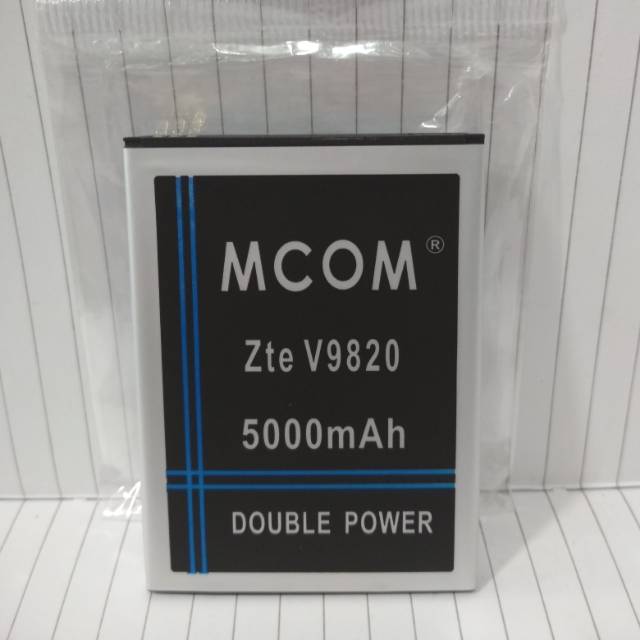 MCOM®
Zte V9820
5000mAh
DOUBLE POWER